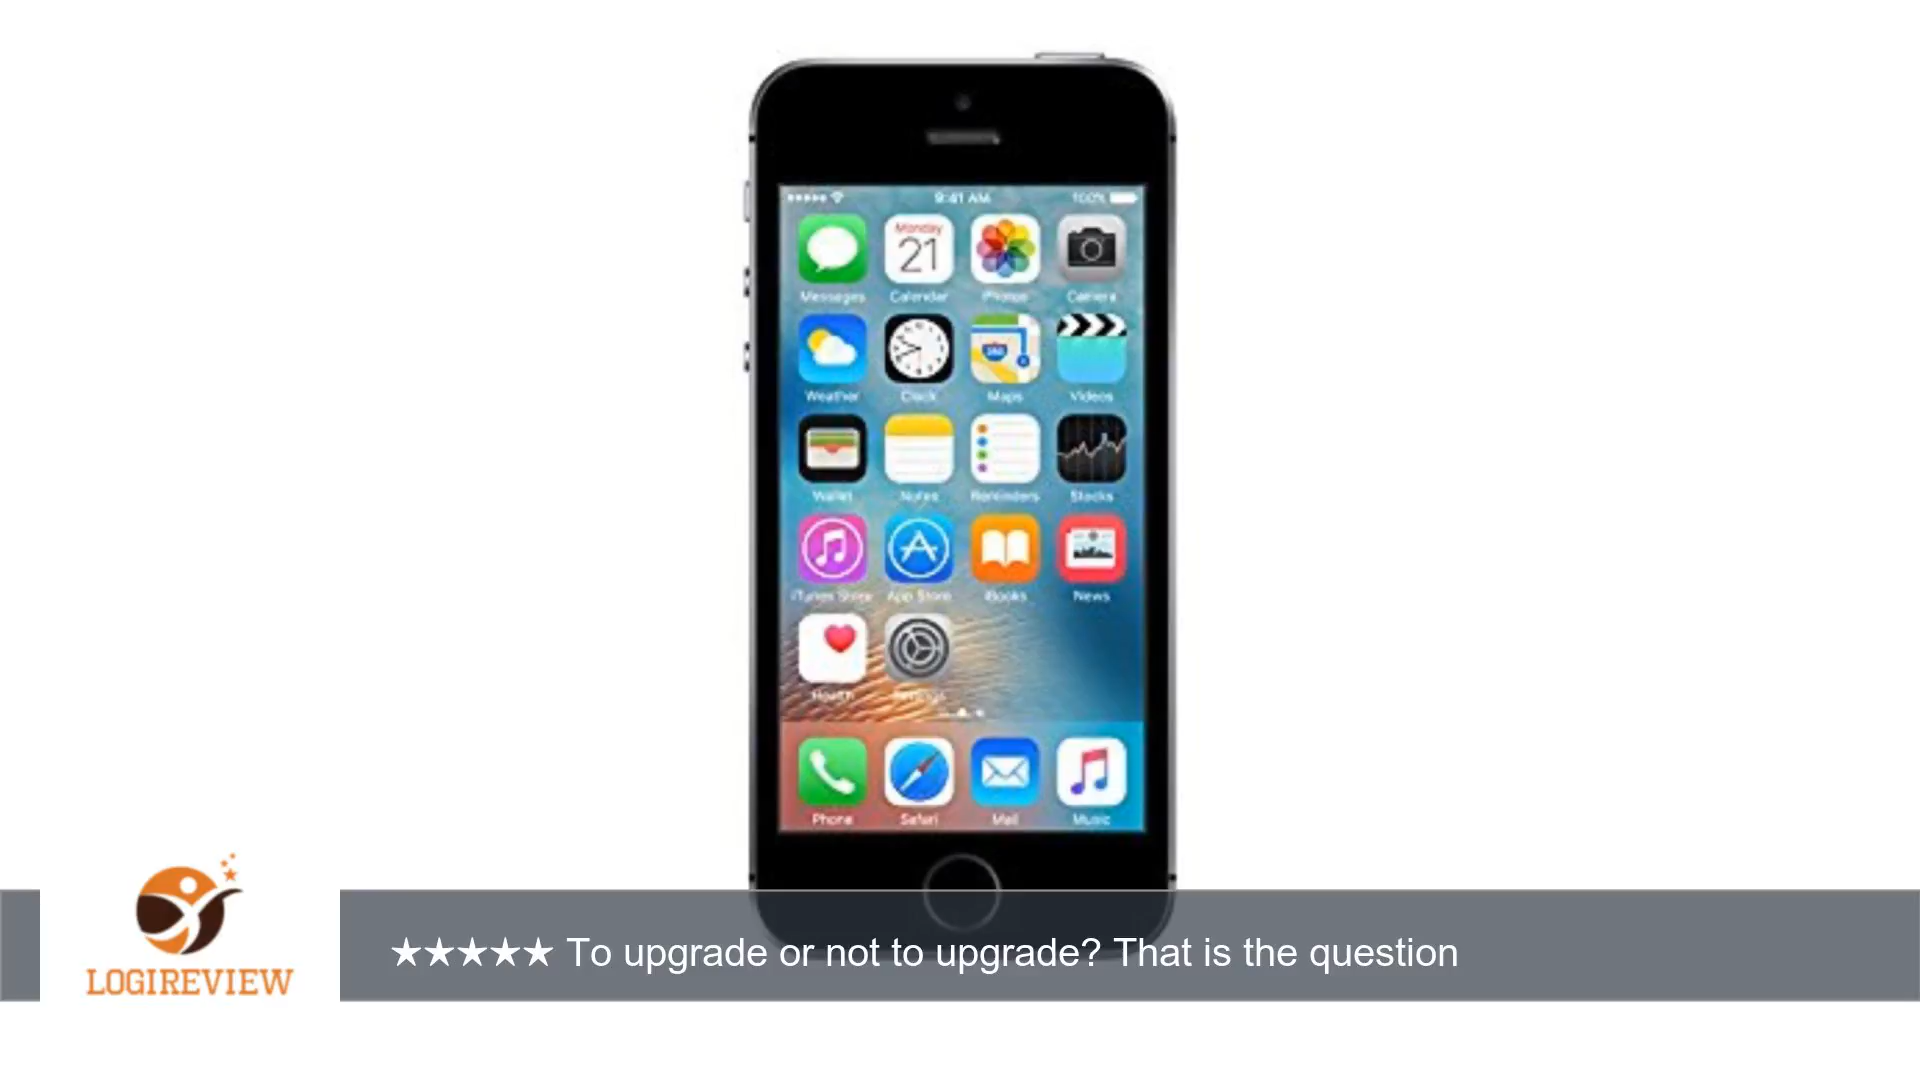 9:41 AM 100%
Monday
21
Messages Calendar Photos Camera
280
Weather Clock Maps Videos
Wallet Notes Reminders Stocks
iTunes Store App Store iBooks News
Health Settings
Phone Safari Mail Music
LOGIREVIEW
★★★★★ To upgrade or not to upgrade? That is the question